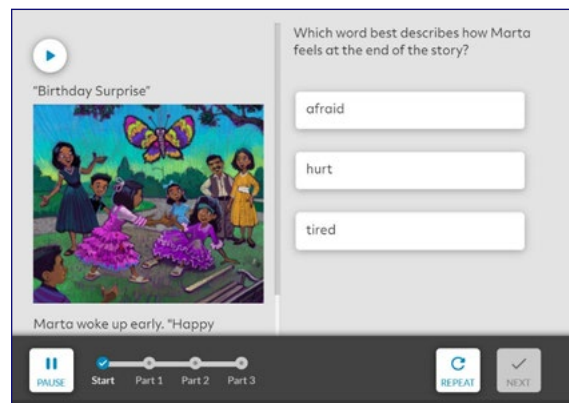 "Birthday Surprise"
Marta woke up early. "Happy
Which word best describes how Marta
feels at the end of the story?
afraid
hurt
tired
PAUSE
Start
Part 1
Part 2
Part 3
REPEAT
NEXT